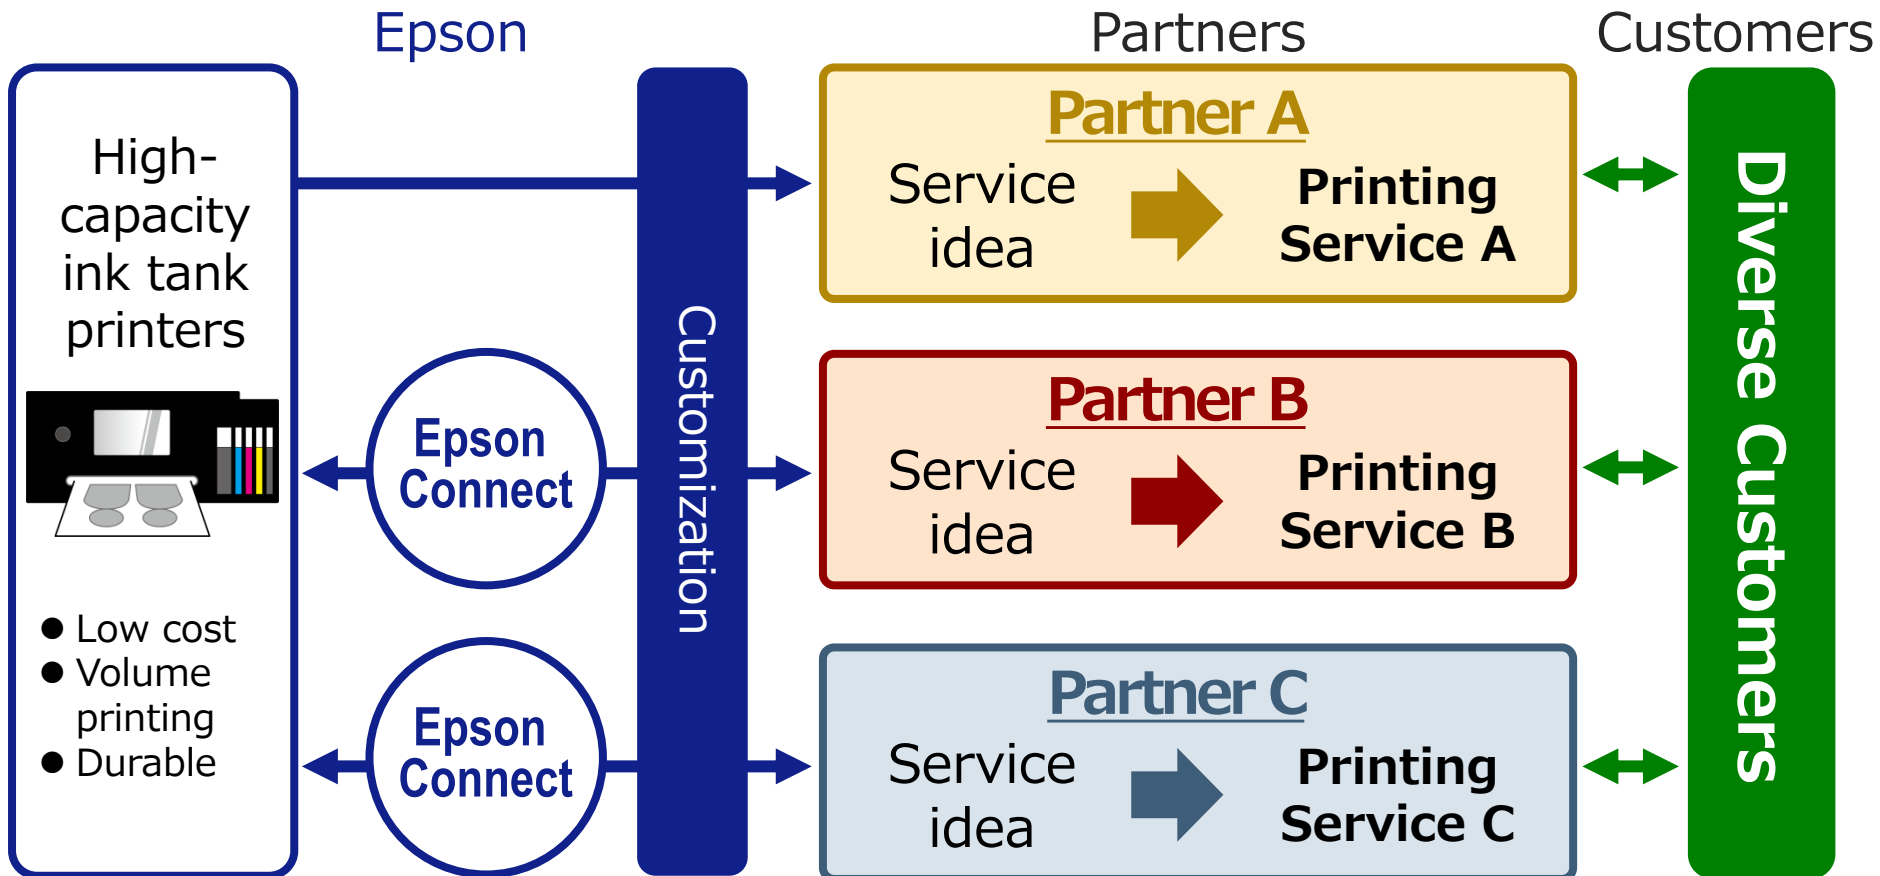 Epson
Partners
Customers
High-
capacity
ink tank
printers
● Low cost
● Volume
printing
● Durable
Epson
Connect
Epson
Connect
Customization
Partner A
Service
idea
Printing
Service A
Partner B
Service
idea
Printing
Service B
Partner C
Service
idea
Printing
Service C
Diverse Customers